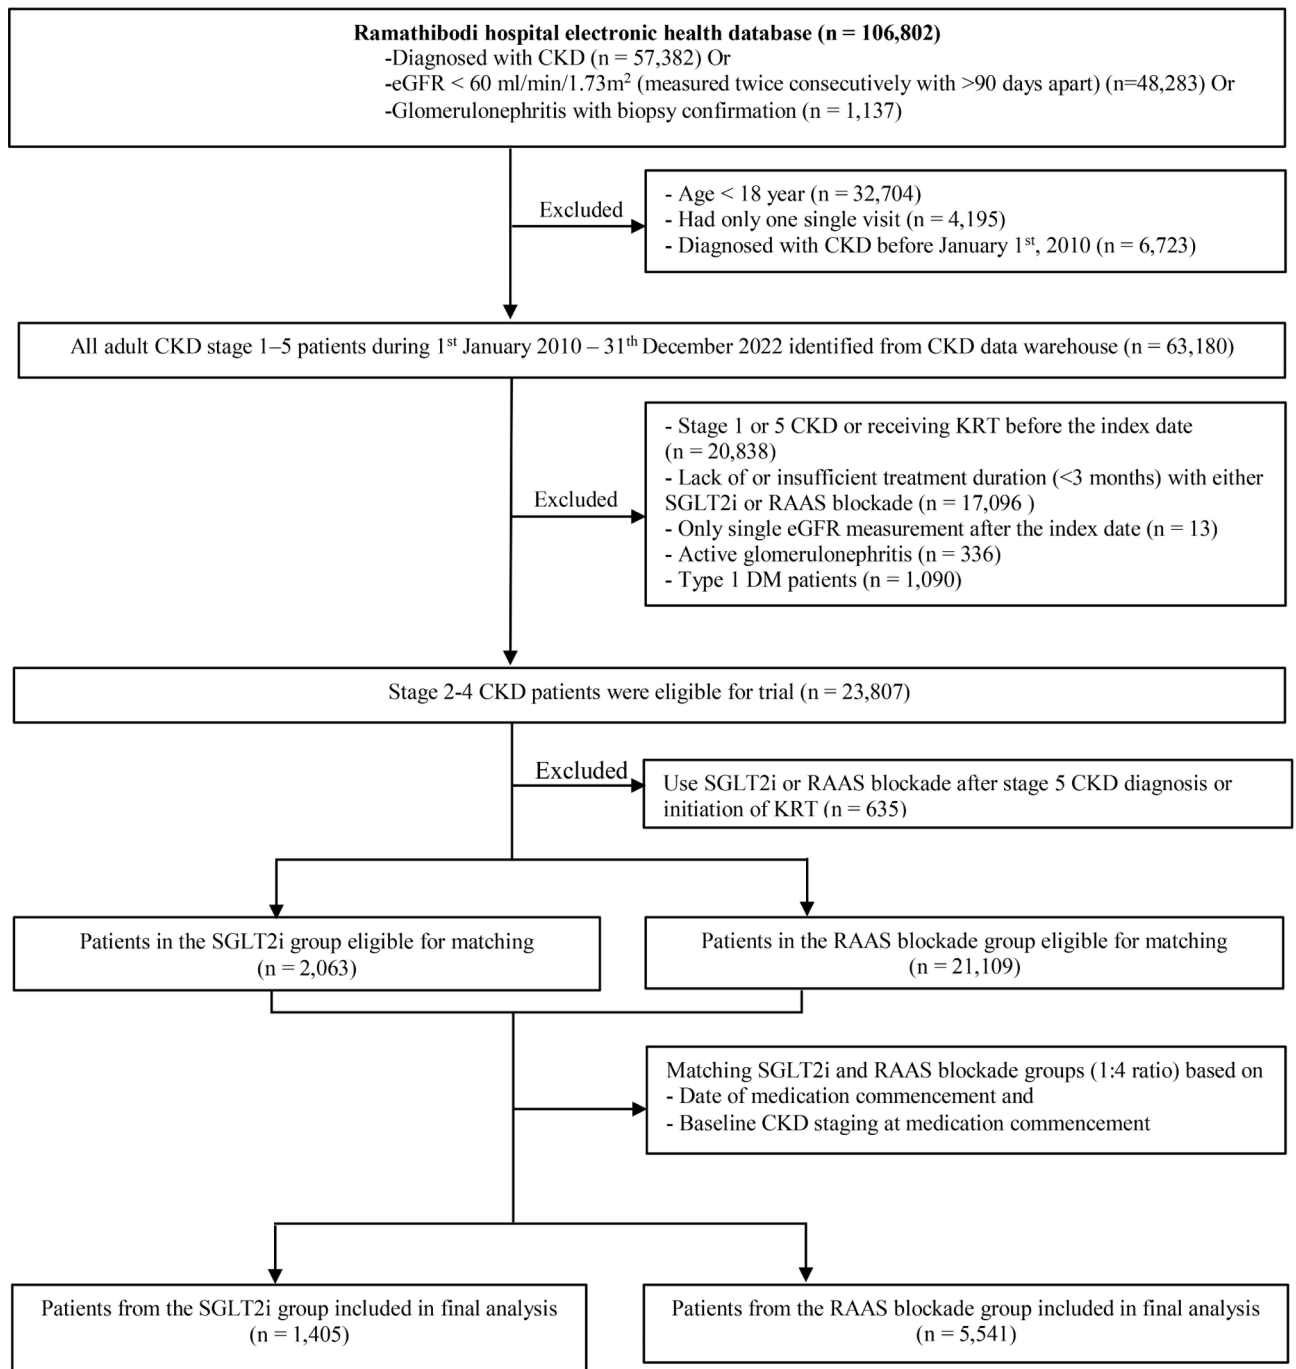 Ramathibodi hospital electronic health database (n = 106,802)
-Diagnosed with CKD (n = 57,382) Or
-eGFR < 60 ml/min/1.73m² (measured twice consecutively with >90 days apart) (n=48,283) Or
-Glomerulonephritis with biopsy confirmation (n = 1,137)
Excluded
- Age < 18 year (n = 32,704)
- Had only one single visit (n = 4,195)
- Diagnosed with CKD before January 1st, 2010 (n = 6,723)
All adult CKD stage 1–5 patients during 1st January 2010 – 31th December 2022 identified from CKD data warehouse (n = 63,180)
Excluded
- Stage 1 or 5 CKD or receiving KRT before the index date
(n = 20,838)
- Lack of or insufficient treatment duration (<3 months) with either
SGLT2i or RAAS blockade (n = 17,096 )
- Only single eGFR measurement after the index date (n = 13)
- Active glomerulonephritis (n = 336)
- Type 1 DM patients (n = 1,090)
Stage 2-4 CKD patients were eligible for trial (n = 23,807)
Excluded
Use SGLT2i or RAAS blockade after stage 5 CKD diagnosis or
initiation of KRT (n = 635)
Patients in the SGLT2i group eligible for matching
(n = 2,063)
Patients in the RAAS blockade group eligible for matching
(n = 21,109)
Matching SGLT2i and RAAS blockade groups (1:4 ratio) based on
- Date of medication commencement and
- Baseline CKD staging at medication commencement
Patients from the SGLT2i group included in final analysis
(n = 1,405)
Patients from the RAAS blockade group included in final analysis
(n = 5,541)